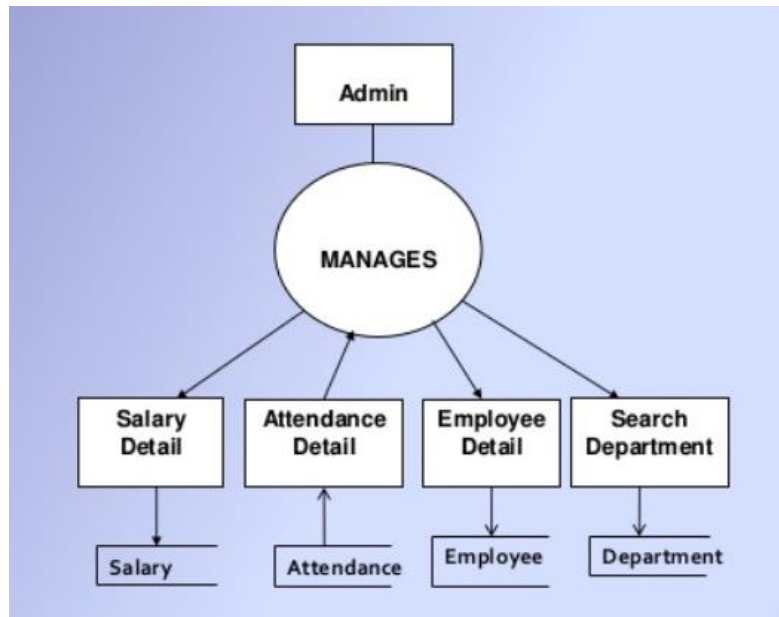 Admin
MANAGES
Salary
Detail
Attendance
Detail
Employee
Detail
Search
Department
Salary
Attendance
Employee
Department